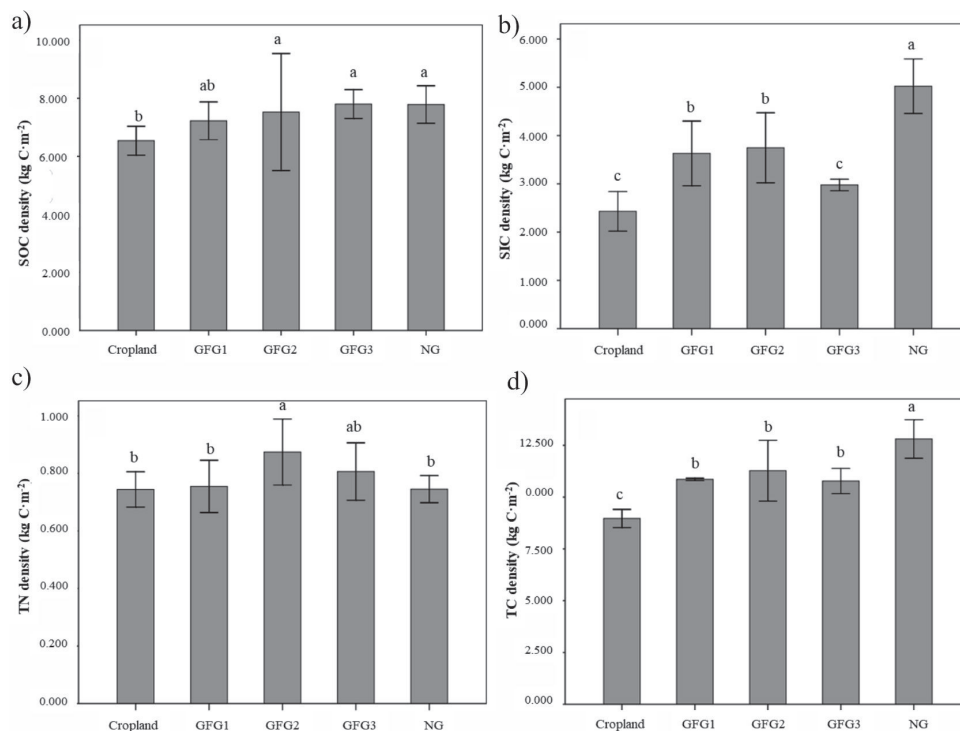 a)
10.000
8.000
6.000
4.000
2.000
0.000
SOC density (kg C·m⁻²)
b
ab
a
a
a
Cropland GFG1 GFG2 GFG3 NG
b)
6.000
5.000
4.000
3.000
2.000
1.000
0.000
SIC density (kg C·m⁻²)
c
b
b
c
a
Cropland GFG1 GFG2 GFG3 NG
c)
1.000
0.800
0.600
0.400
0.200
0.000
TN density (kg C·m⁻²)
b
b
a
ab
b
Cropland GFG1 GFG2 GFG3 NG
d)
12.500
0.000
7.500
5.000
2.500
0.000
TC density (kg C·m⁻²)
c
b
b
b
a
Cropland GFG1 GFG2 GFG3 NG